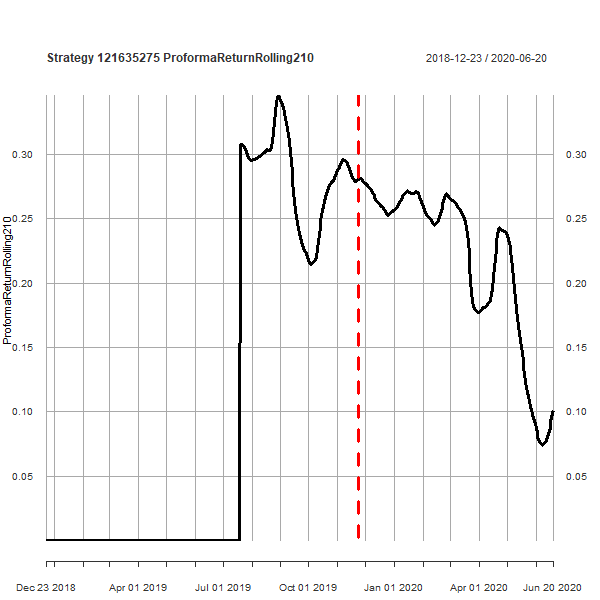 Strategy 121635275 ProformaReturnRolling210
2018-12-23 / 2020-06-20
ProformaReturnRolling210
0.30 0.30
0.25 0.25
0.20 0.20
0.15 0.15
0.10 0.10
0.05 0.05
Dec 23 2018 Apr 01 2019 Jul 01 2019 Oct 01 2019 Jan 01 2020 Apr 01 2020 Jun 20 2020